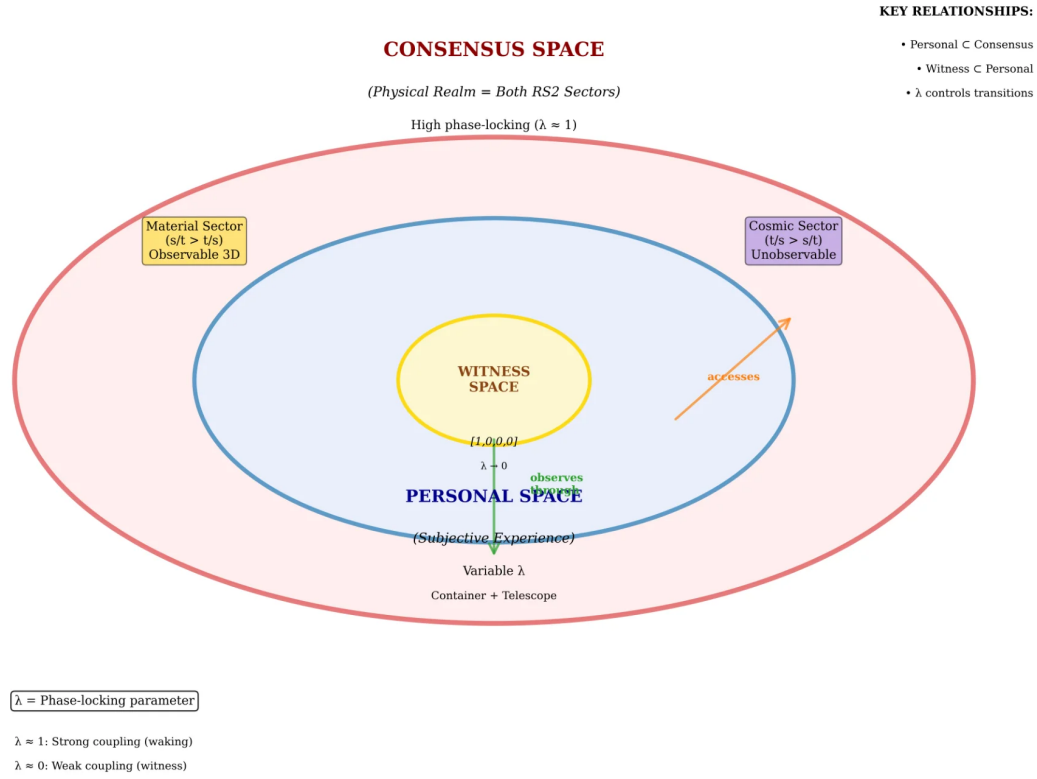 KEY RELATIONSHIPS:
• Personal ⊂ Consensus
• Witness ⊂ Personal
• λ controls transitions
CONSENSUS SPACE
(Physical Realm = Both RS2 Sectors)
High phase-locking (λ ≈ 1)
Material Sector
(s/t > t/s)
Observable 3D
Cosmic Sector
(t/s > s/t)
Unobservable
WITNESS
SPACE
accesses
[1,0,0,0]
λ → 0
observes
through
PERSONAL SPACE
(Subjective Experience)
Variable λ
Container + Telescope
λ = Phase-locking parameter
λ ≈ 1: Strong coupling (waking)
λ ≈ 0: Weak coupling (witness)